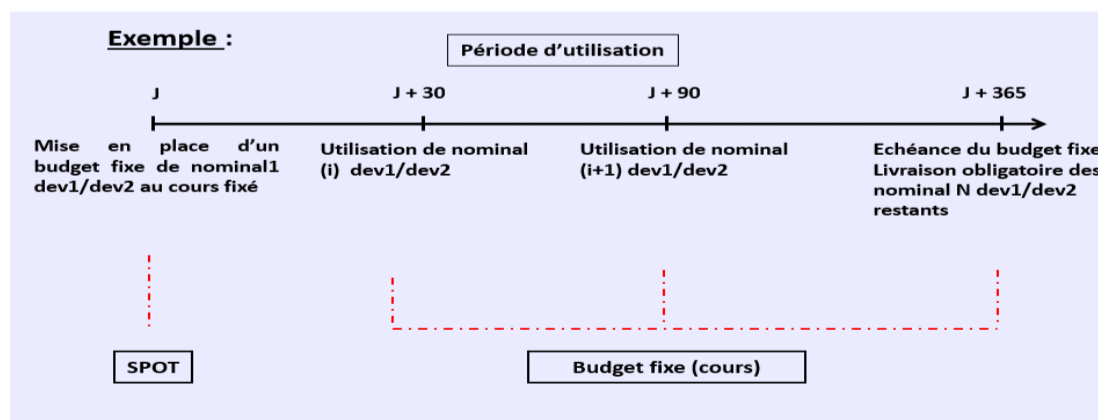 Exemple :
Période d'utilisation
J
J + 30
J + 90
J + 365
Mise en place d'un
budget fixe de nominal1
dev1/dev2 au cours fixé
Utilisation de nominal
(i) dev1/dev2
Utilisation de nominal
(i+1) dev1/dev2
Echéance du budget fixe
Livraison obligatoire des
nominal N dev1/dev2
restants
SPOT
Budget fixe (cours)